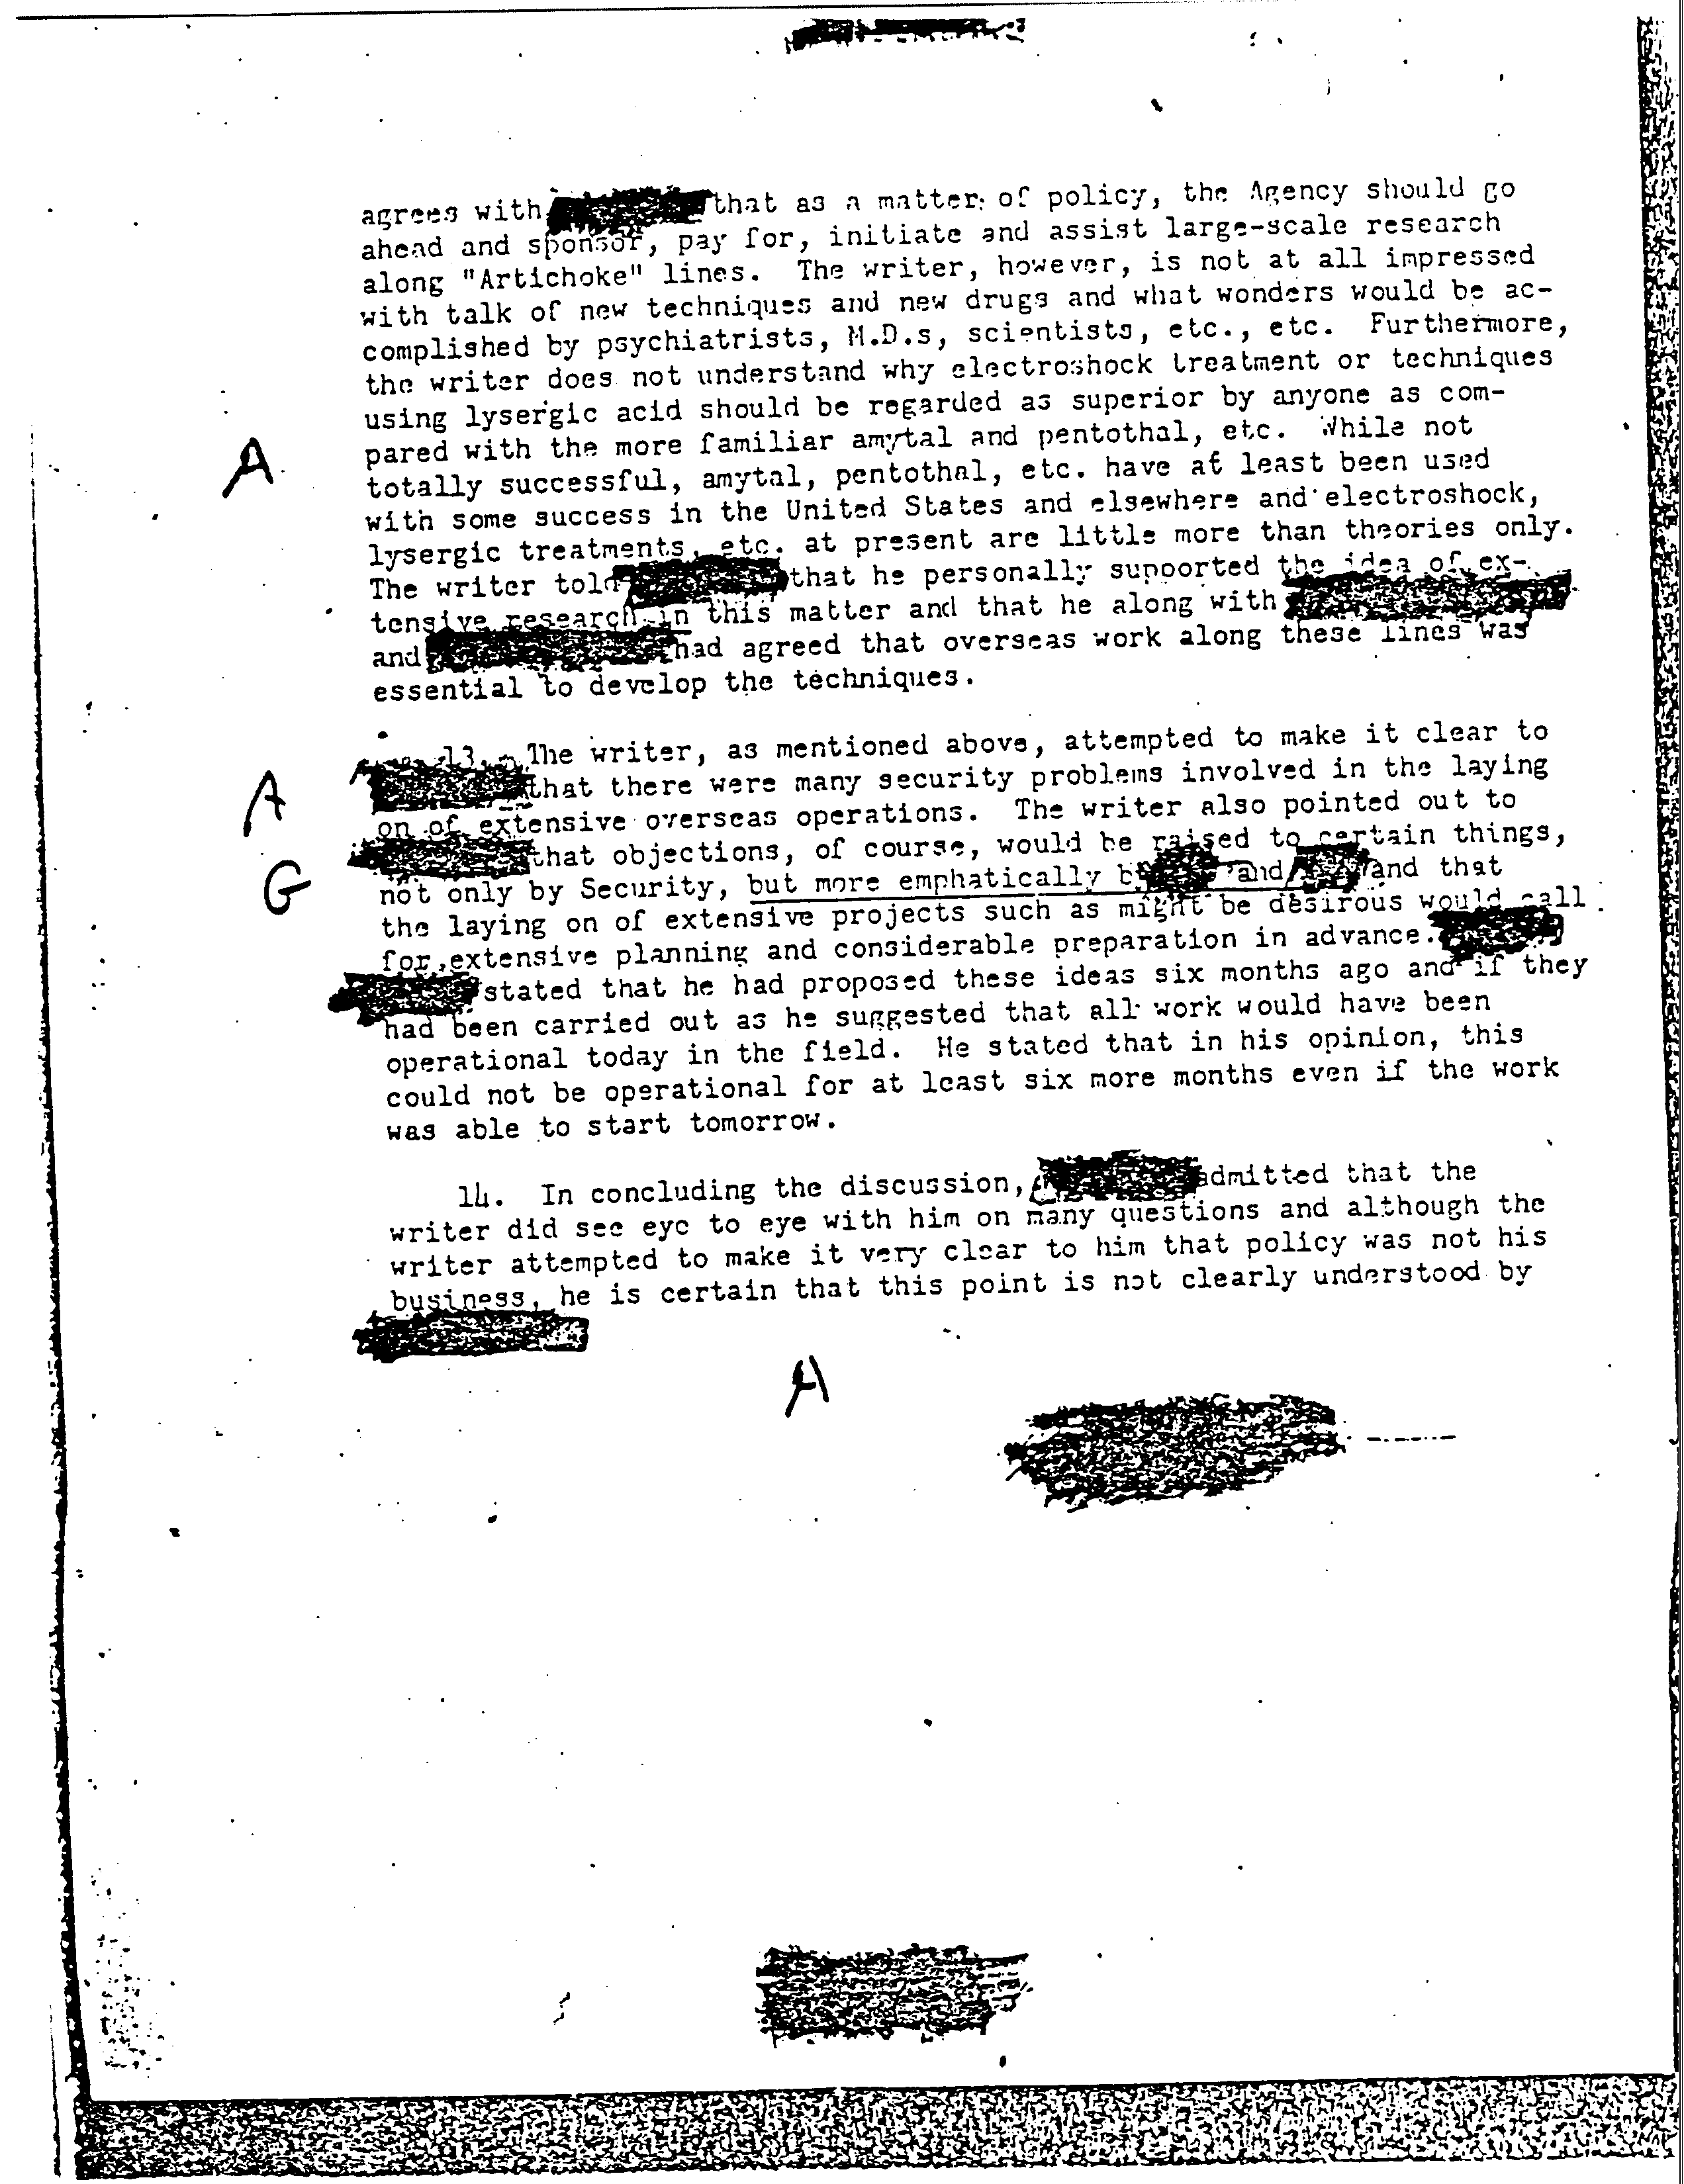 agrees with that as a matter of policy, the Agency should go
ahead and sponsor, pay for, initiate and assist large-scale research
along "Artichoke" lines. The writer, however, is not at all impressed
with talk of new techniques and new drugs and what wonders would be ac-
complished by psychiatrists, M.D.s, scientists, etc., etc. Furthermore,
the writer does not understand why electroshock treatment or techniques
using lysergic acid should be regarded as superior by anyone as com-
pared with the more familiar amytal and pentothal, etc. While not
A
totally successful, amytal, pentothal, etc. have at least been used
with some success in the United States and elsewhere and electroshock,
lysergic treatments, etc. at present are little more than theories only.
The writer told that he personally supported the idea of ex-
tensive research in this matter and that he along with
and had agreed that overseas work along these lines was
essential to develop the techniques.
13. The writer, as mentioned above, attempted to make it clear to
A
that there were many security problems involved in the laying
on of extensive overseas operations. The writer also pointed out to
that objections, of course, would be raised to certain things,
G
not only by Security, but more emphatically by and and that
the laying on of extensive projects such as might be desirous would call
for extensive planning and considerable preparation in advance.
stated that he had proposed these ideas six months ago and if they
had been carried out as he suggested that all work would have been
operational today in the field. He stated that in his opinion, this
could not be operational for at least six more months even if the work
was able to start tomorrow.
14. In concluding the discussion, admitted that the
writer did see eye to eye with him on many questions and although the
writer attempted to make it very clear to him that policy was not his
business, he is certain that this point is not clearly understood by
A